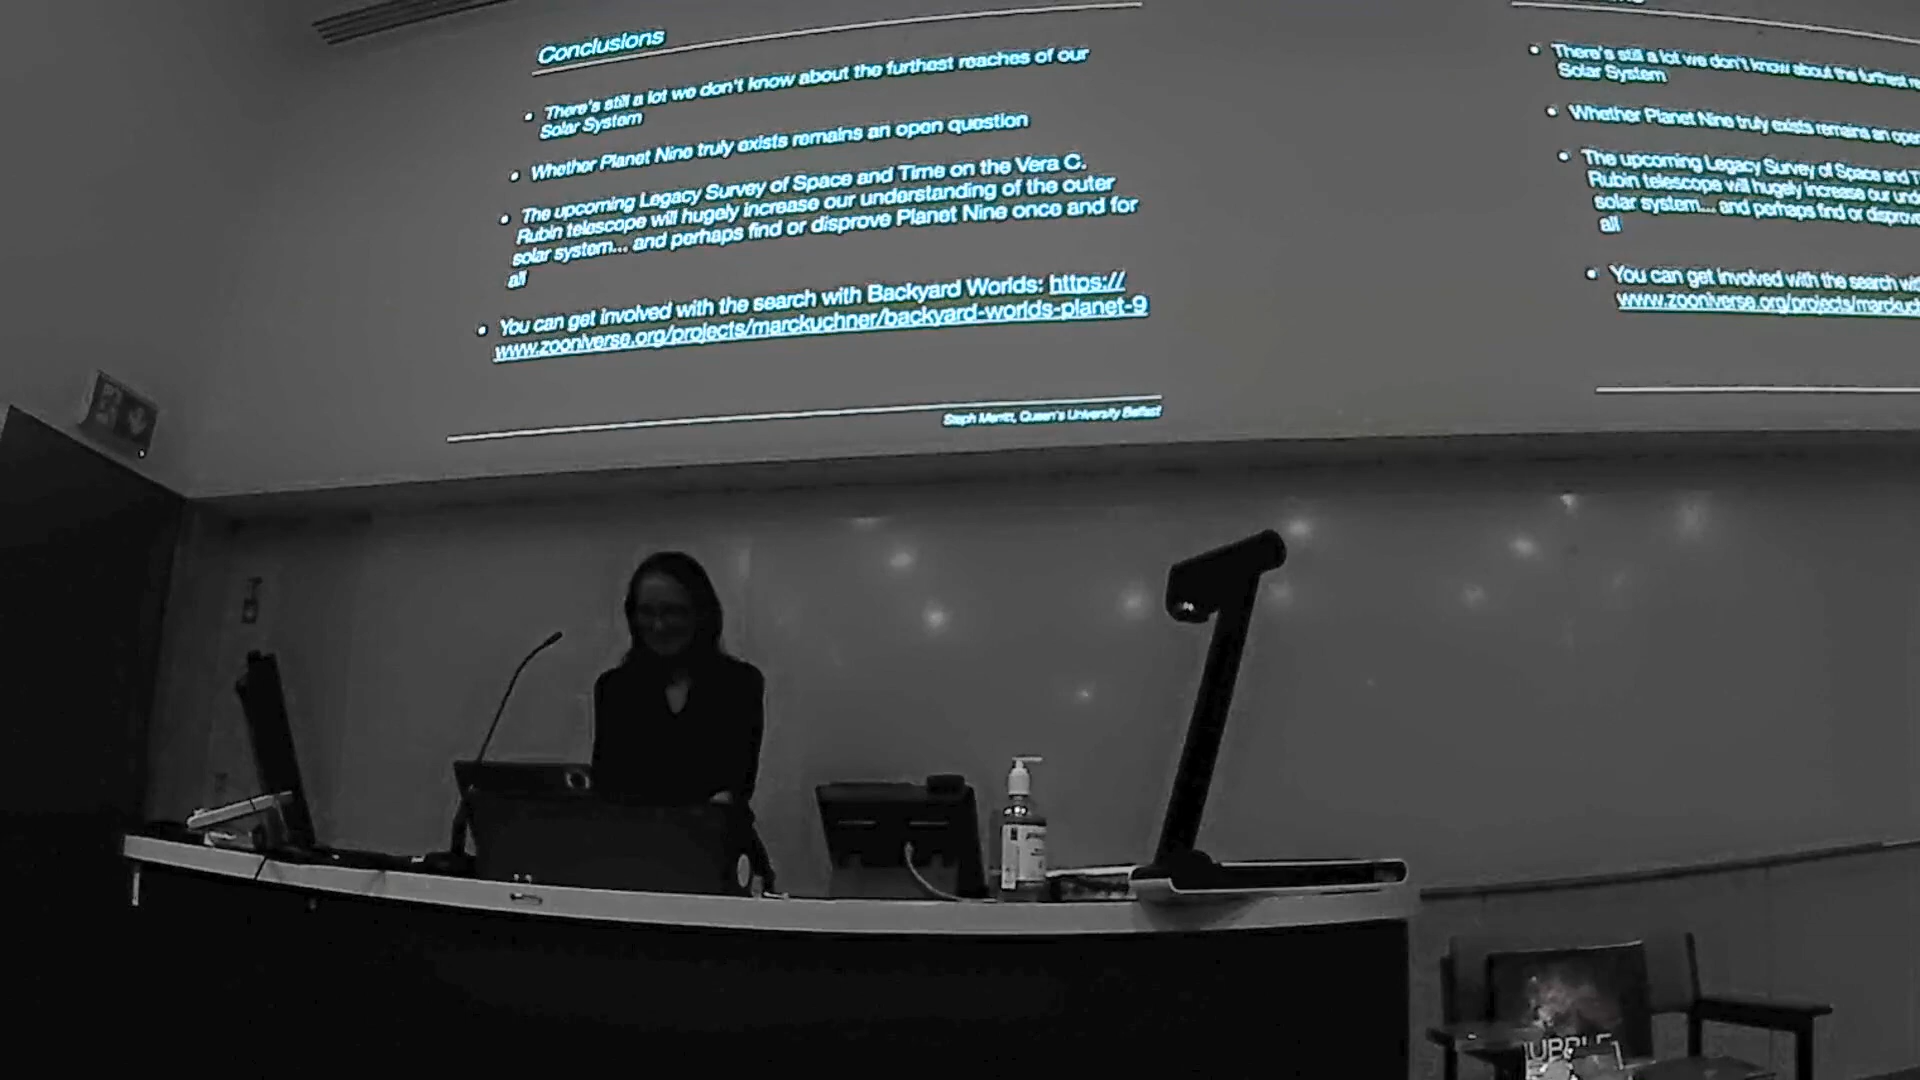 Conclusions
There's still a lot we don't know about the furthest reaches of our
Solar System
Whether Planet Nine truly exists remains an open question
The upcoming Legacy Survey of Space and Time on the Vera C.
Rubin telescope will hugely increase our understanding of the outer
solar system... and perhaps find or disprove Planet Nine once and for
all
You can get involved with the search with Backyard Worlds: https://
www.zooniverse.org/projects/marckuchner/backyard-worlds-planet-9
Steph Merritt, Queen's University Belfast
There's still a lot we don't know about the furthest
Solar System
Whether Planet Nine truly exists remains an
The upcoming Legacy Survey of Space and
Rubin telescope will hugely increase our
solar system... and perhaps find or
all
You can get involved with the search
www.zooniverse.org/projects/
HUBBLE